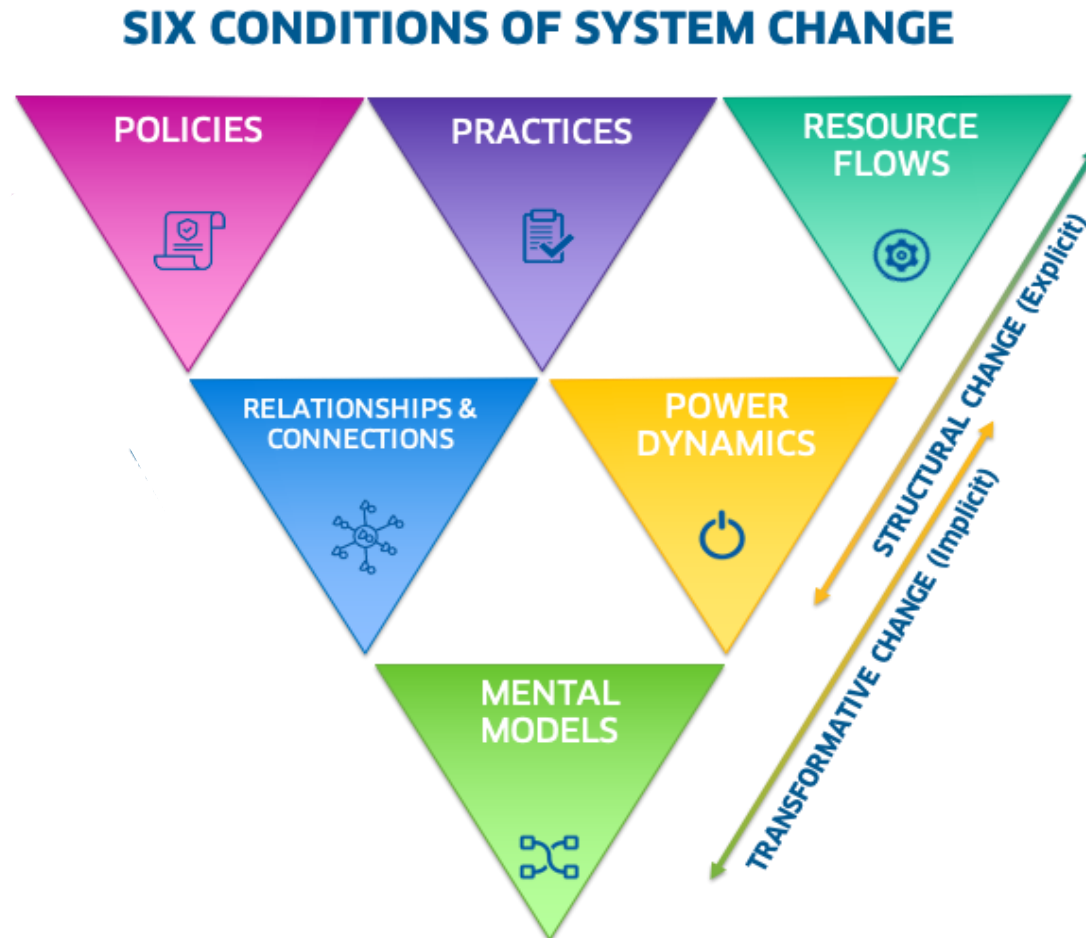 SIX CONDITIONS OF SYSTEM CHANGE
POLICIES
PRACTICES
RESOURCE
FLOWS
RELATIONSHIPS &
CONNECTIONS
POWER
DYNAMICS
MENTAL
MODELS
STRUCTURAL CHANGE (Explicit)
TRANSFORMATIVE CHANGE (Implicit)